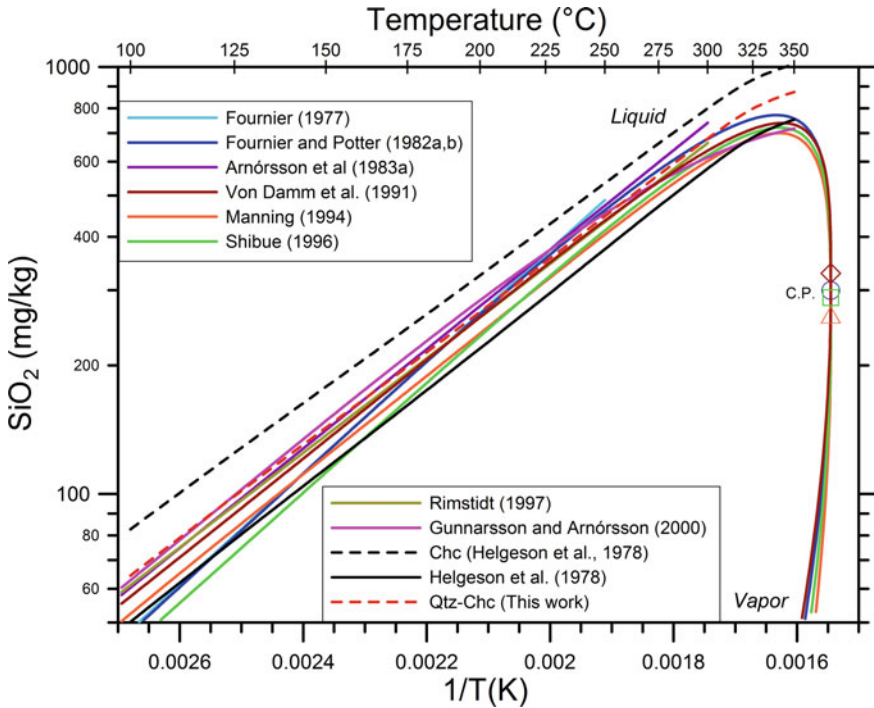 Temperature (°C)
100 125 150 175 200 225 250 275 300 325 350
1000
800
600
400
200
100
80
60
SiO₂ (mg/kg)
Fournier (1977)
Fournier and Potter (1982a,b)
Arnórsson et al (1983a)
Von Damm et al. (1991)
Manning (1994)
Shibue (1996)
Liquid
C.P.
Rimstidt (1997)
Gunnarsson and Arnórsson (2000)
Chc (Helgeson et al., 1978)
Helgeson et al. (1978)
Qtz-Chc (This work)
Vapor
0.0026 0.0024 0.0022 0.002 0.0018 0.0016
1/T(K)